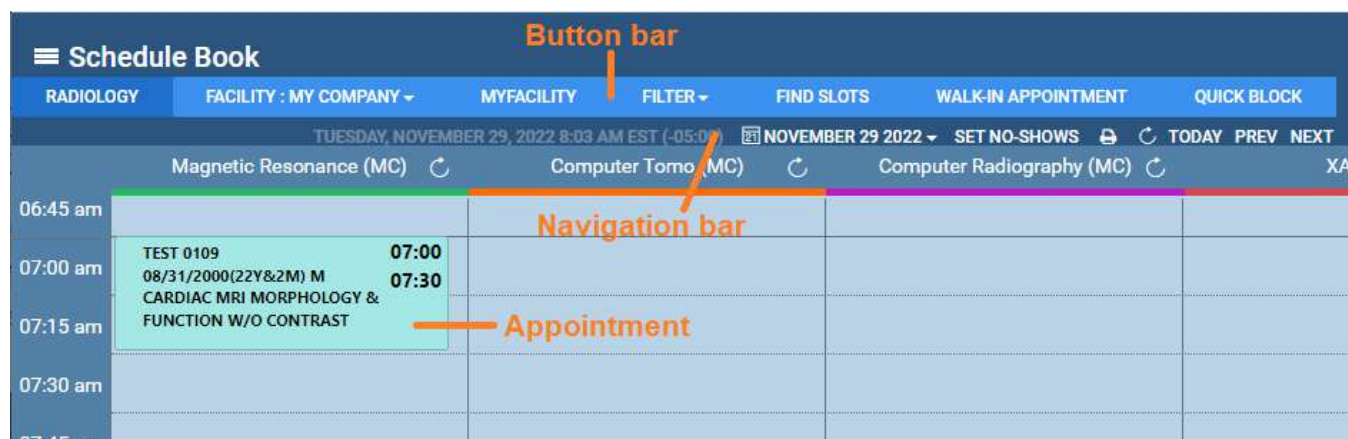 Button bar
Schedule Book
RADIOLOGY FACILITY : MY COMPANY MYFACILITY FILTER FIND SLOTS WALK-IN APPOINTMENT QUICK BLOCK
TUESDAY, NOVEMBER 29, 2022 8:03 AM EST (-05:00) 21 NOVEMBER 29 2022 SET NO-SHOWS TODAY PREV NEXT
Magnetic Resonance (MC) Computer Tomo (MC) Computer Radiography (MC) XA
06:45 am
Navigation bar
TEST 0109 07:00
07:00 am 08/31/2000(22Y&2M) M 07:30
CARDIAC MRI MORPHOLOGY &
07:15 am FUNCTION W/O CONTRAST Appointment
07:30 am